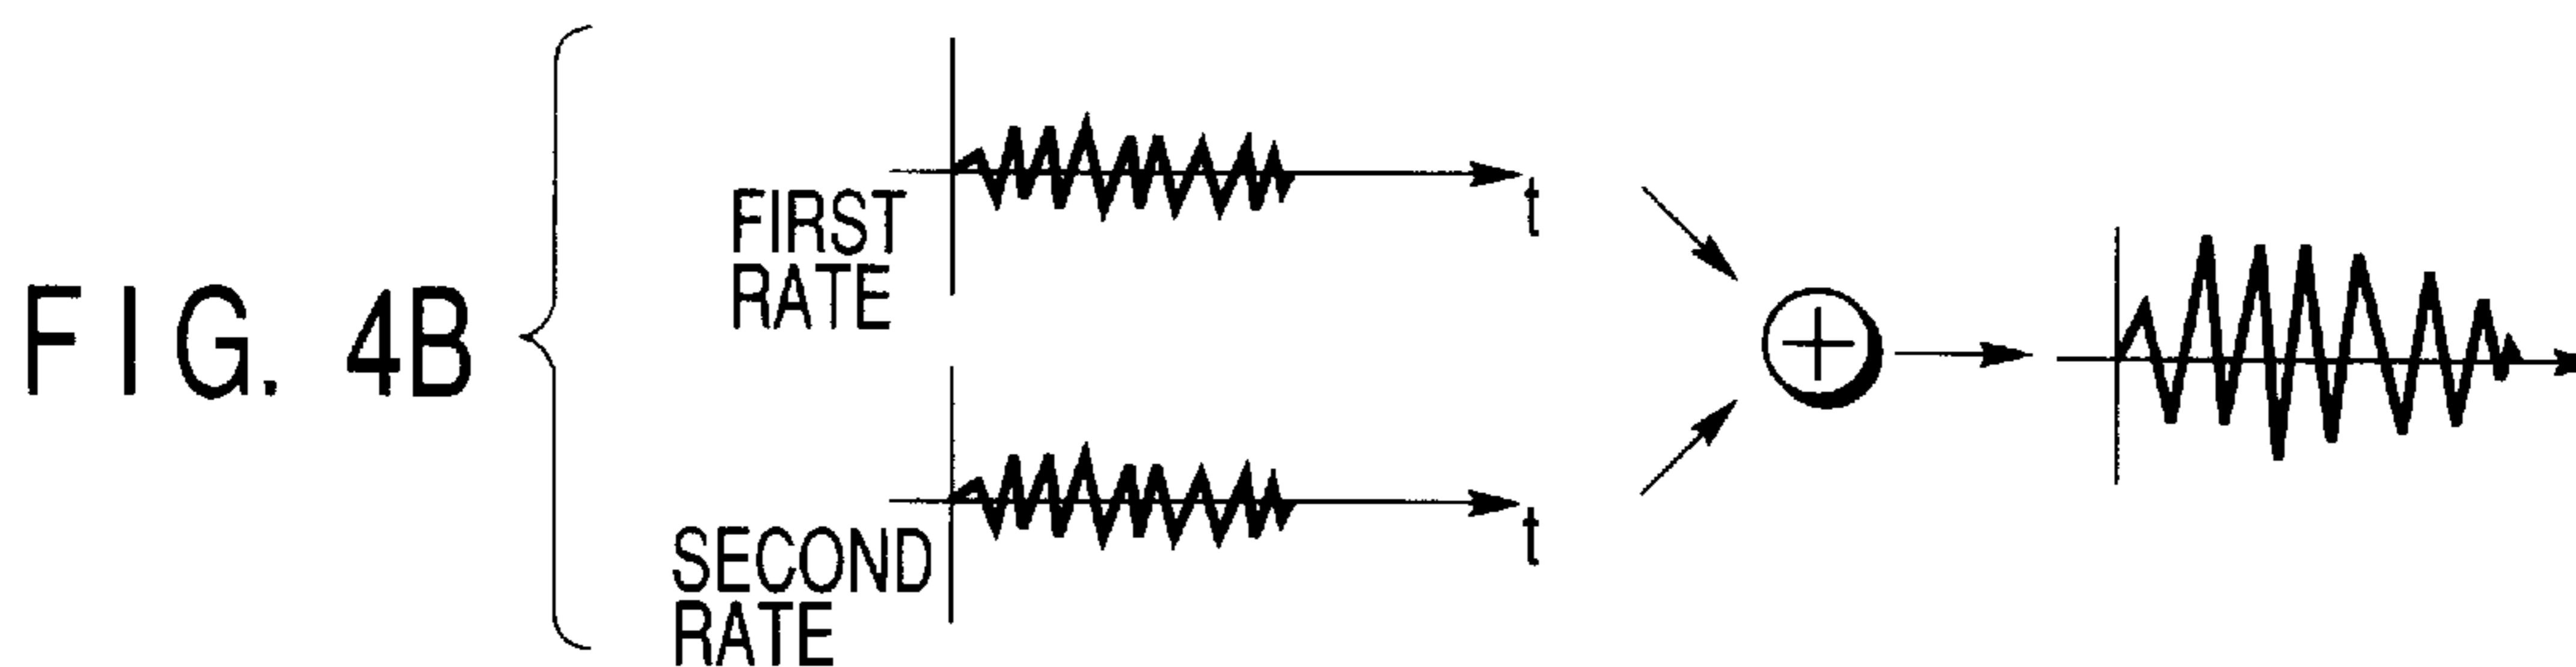 FIG. 4B
FIRST
RATE
t
SECOND
RATE
t